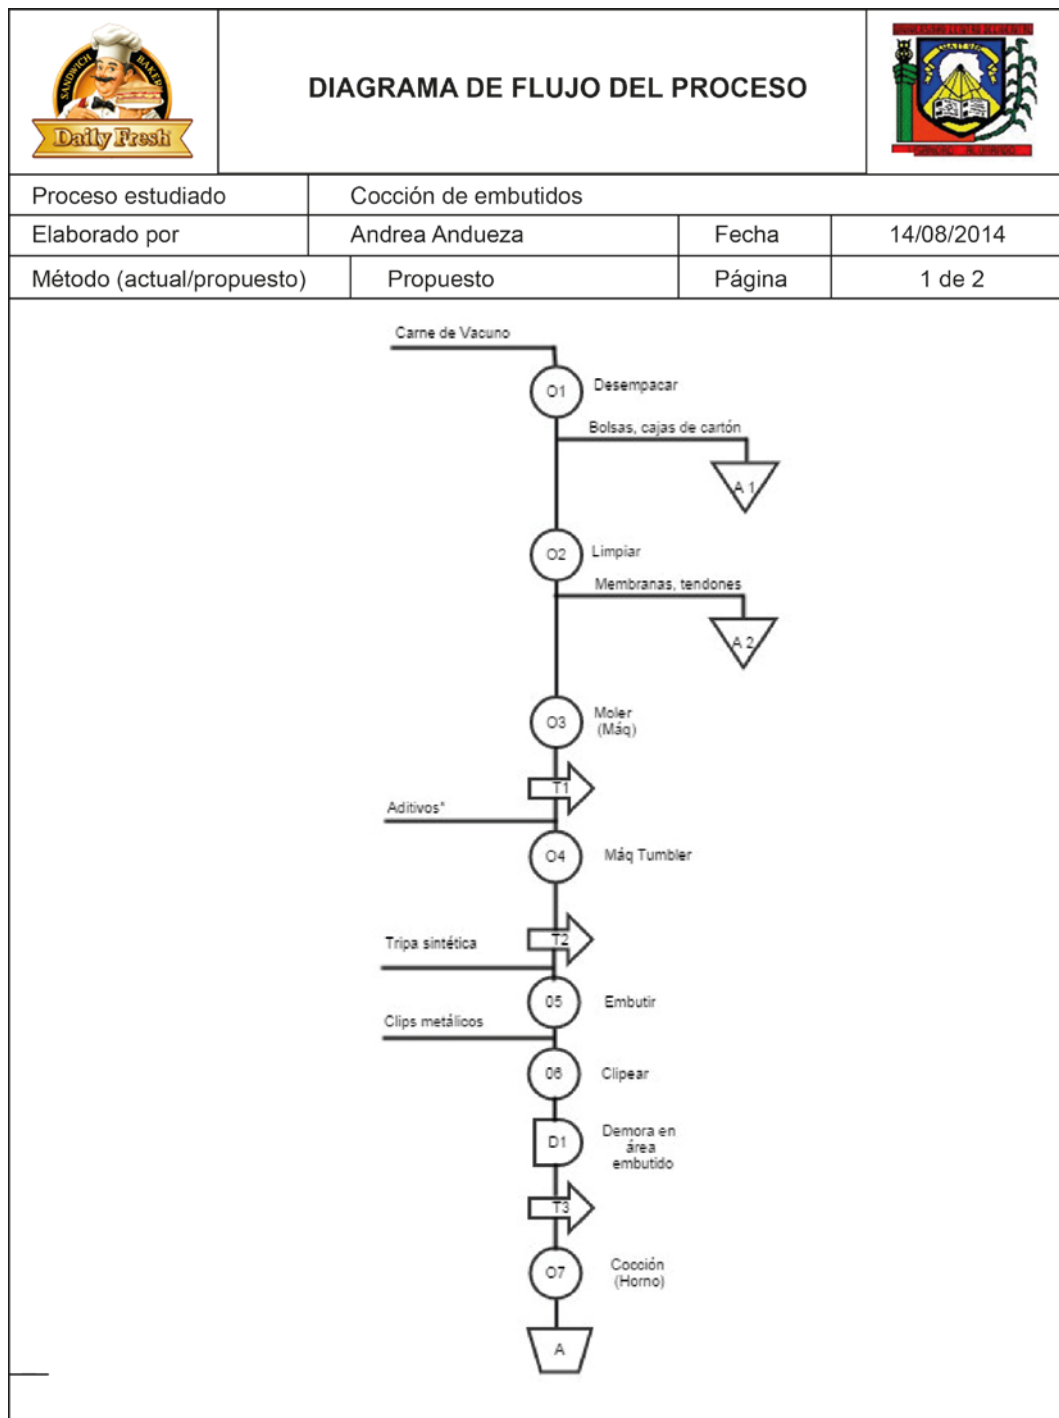 SANDWICH BAKERY
Daily Fresh
DIAGRAMA DE FLUJO DEL PROCESO
Proceso estudiado Cocción de embutidos
Elaborado por Andrea Andueza Fecha 14/08/2014
Método (actual/propuesto) Propuesto Página 1 de 2
Carne de Vacuno
O1 Desempacar
Bolsas, cajas de cartón
A 1
O2 Limpiar
Membranas, tendones
A 2
O3 Moler
(Máq)
T1
Aditivos*
O4 Máq Tumbler
T2
Tripa sintética
05 Embutir
Clips metálicos
06 Clipear
D1 Demora en
área
embutido
T3
O7 Cocción
(Horno)
A